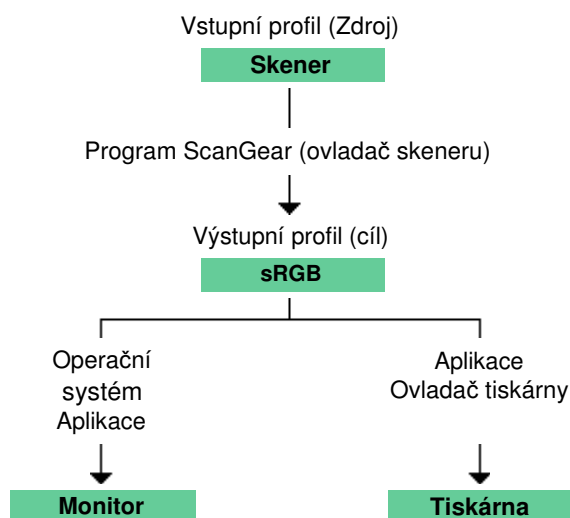 Vstupní profil (Zdroj)
Skener
Program ScanGear (ovladač skeneru)
Výstupní profil (cíl)
sRGB
Operační
systém
Aplikace
Aplikace
Ovladač tiskárny
Monitor
Tiskárna